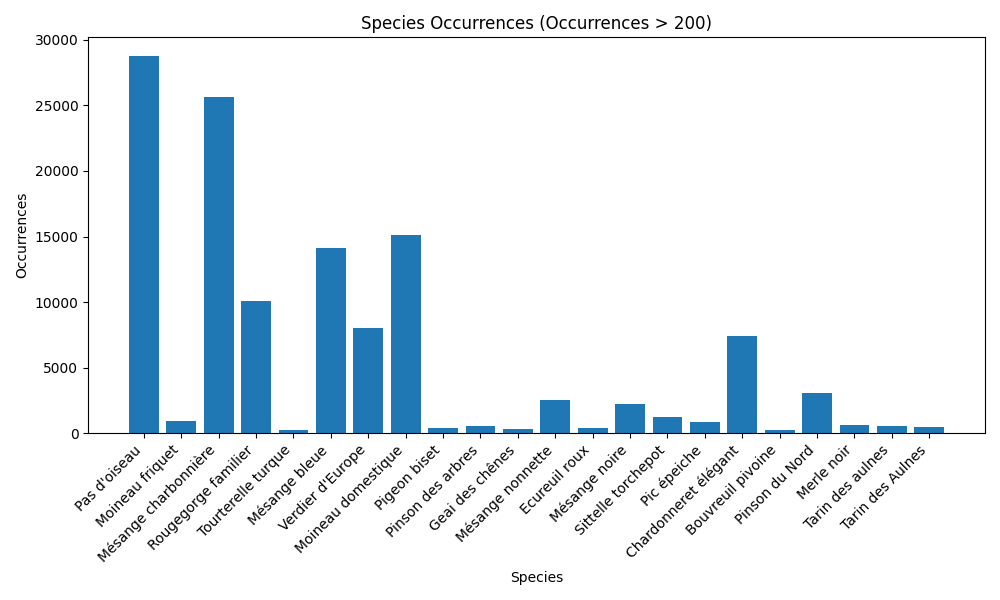 Species Occurrences (Occurrences > 200)
30000
25000
20000
15000
10000
5000
0
Occurrences
Pas d'oiseau
Moineau friquet
Mésange charbonnière
Rougegorge familier
Tourterelle turque
Mésange bleue
Verdier d'Europe
Moineau domestique
Pigeon biset
Pinson des arbres
Geai des chênes
Mésange nonnette
Ecureuil roux
Mésange noire
Sittelle torchepot
Pic épeiche
Chardonneret élégant
Bouvreuil pivoine
Pinson du Nord
Merle noir
Tarin des aulnes
Tarin des Aulnes
Species